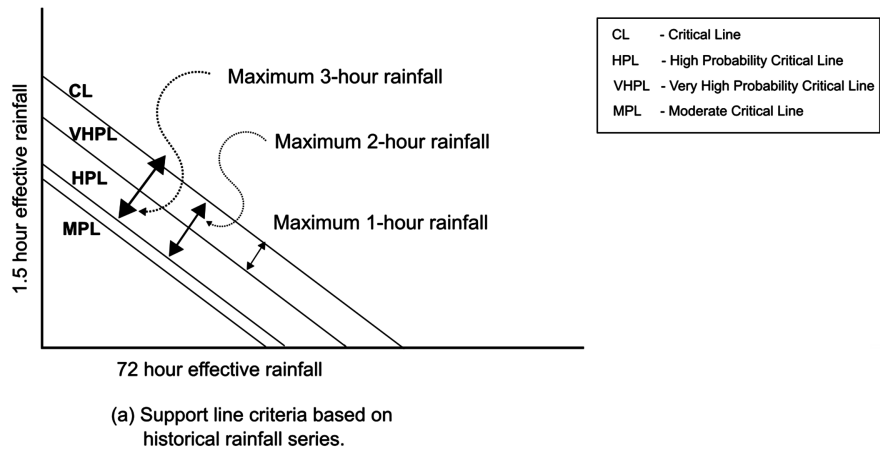 CL - Critical Line
HPL - High Probability Critical Line
VHPL - Very High Probability Critical Line
MPL - Moderate Critical Line
1.5 hour effective rainfall
CL
VHPL
HPL
MPL
Maximum 3-hour rainfall
Maximum 2-hour rainfall
Maximum 1-hour rainfall
72 hour effective rainfall
(a) Support line criteria based on
historical rainfall series.